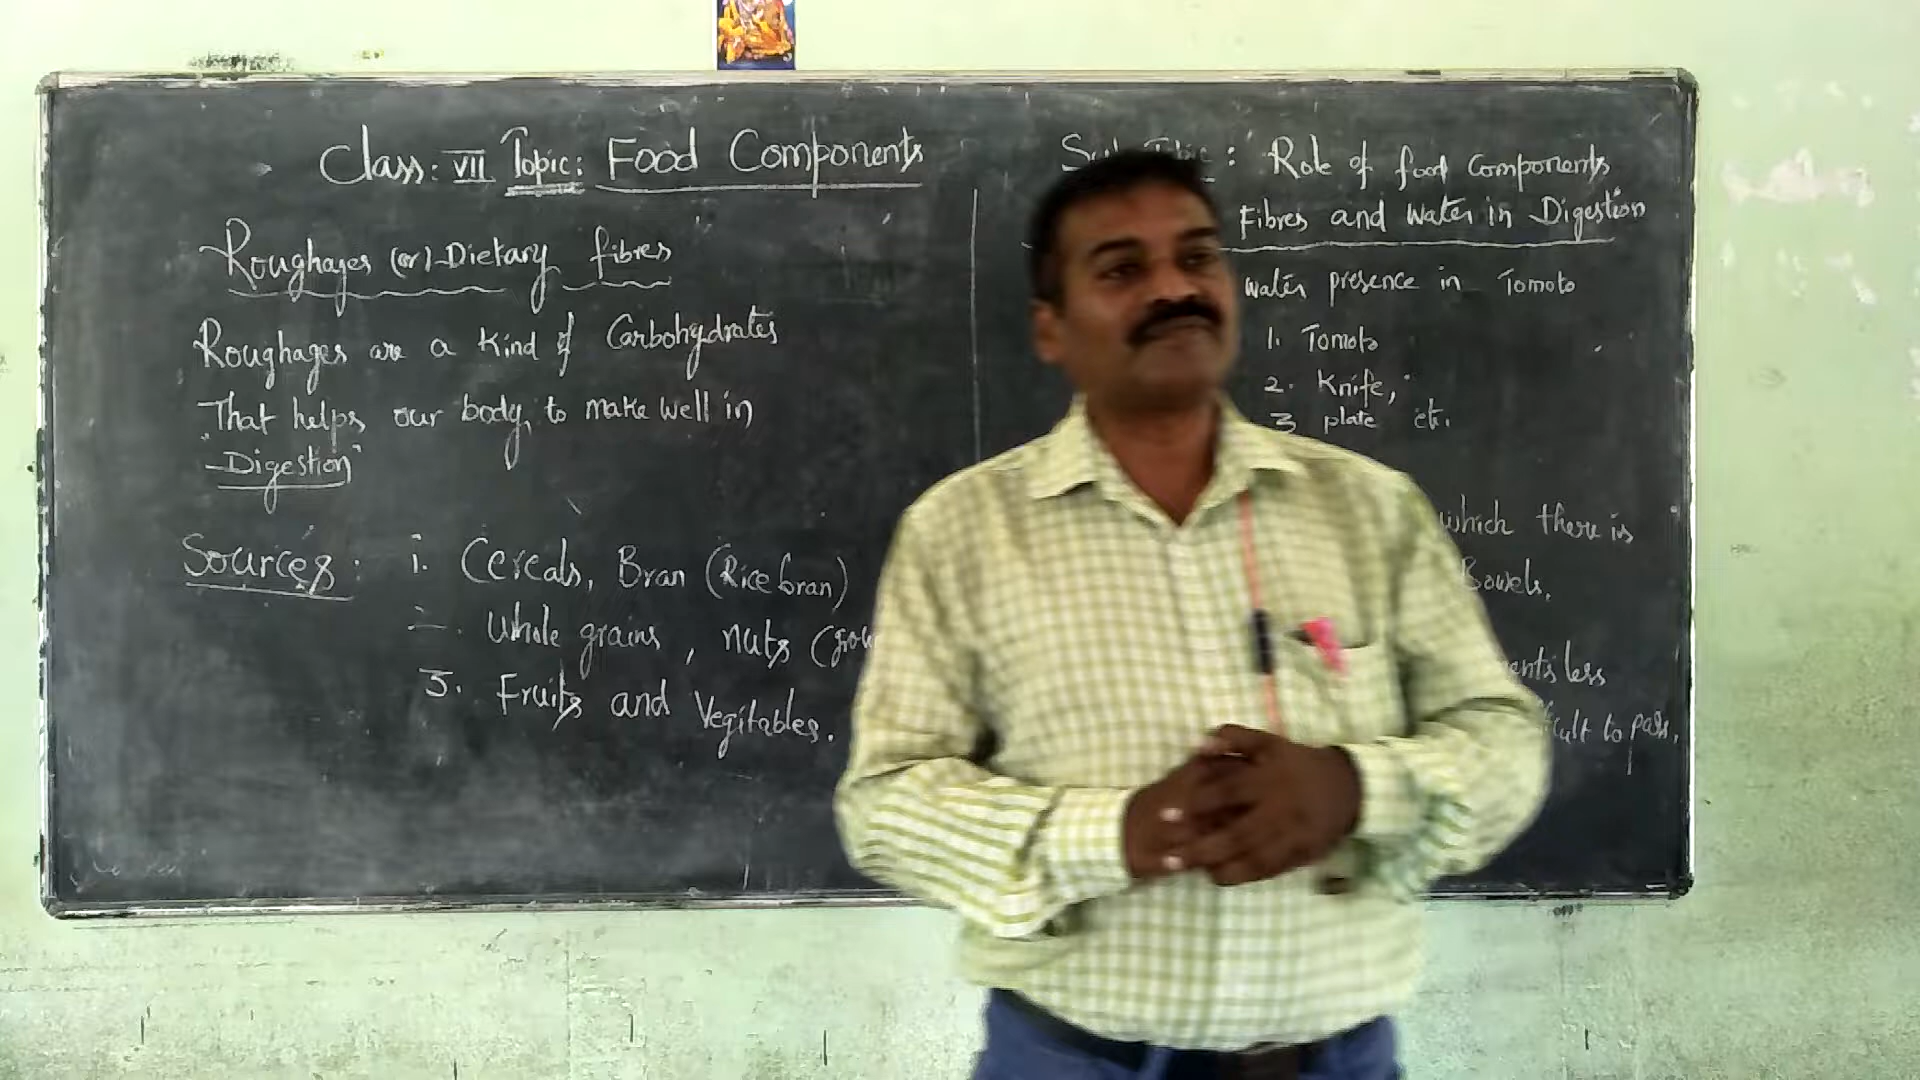 Class: VII Topic: Food Components
Roughages (or) Dietary fibres
Roughages are a kind of Carbohydrates
That helps our body, to make well in
"Digestion"
Sources: 1. Cereals, Bran (Rice bran)
2. Whole grains, nuts
3. Fruits and Vegitables.
Sub Topic: Role of food Components
Fibres and Water in Digestion
water presence in Tomoto
1. Tomoto
2. Knife,
3 plate etc.
which there is
Bowels.
less
to pass.